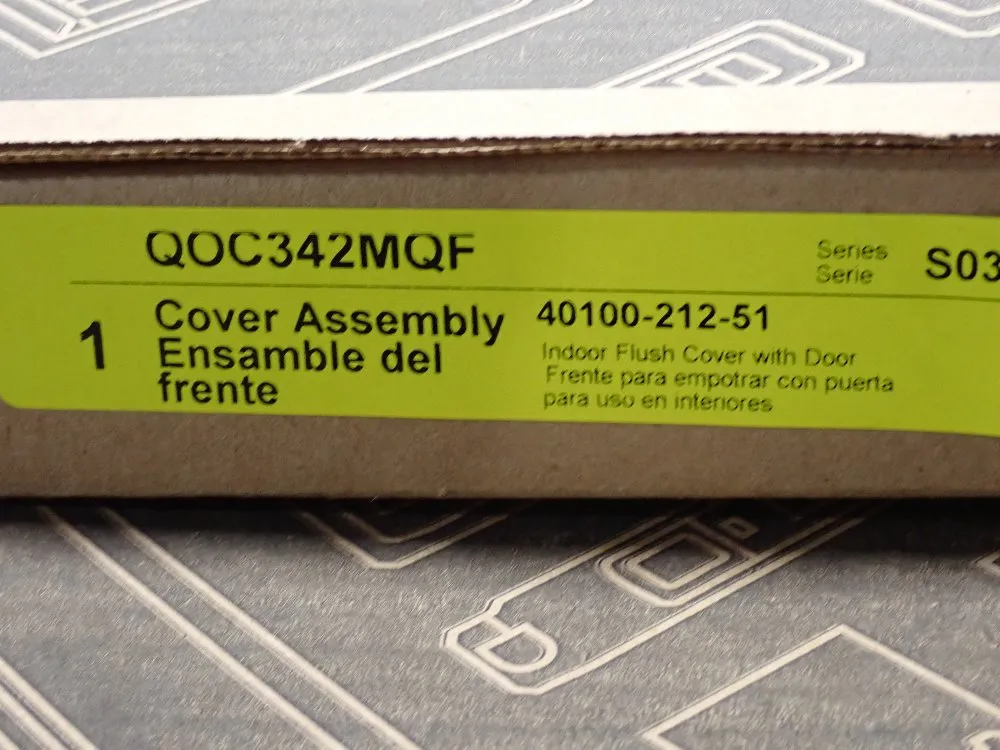 QOC342MQF
Series
Serie
S03
1
Cover Assembly
Ensamble del
frente
40100-212-51
Indoor Flush Cover with Door
Frente para empotrar con puerta
para uso en interiores